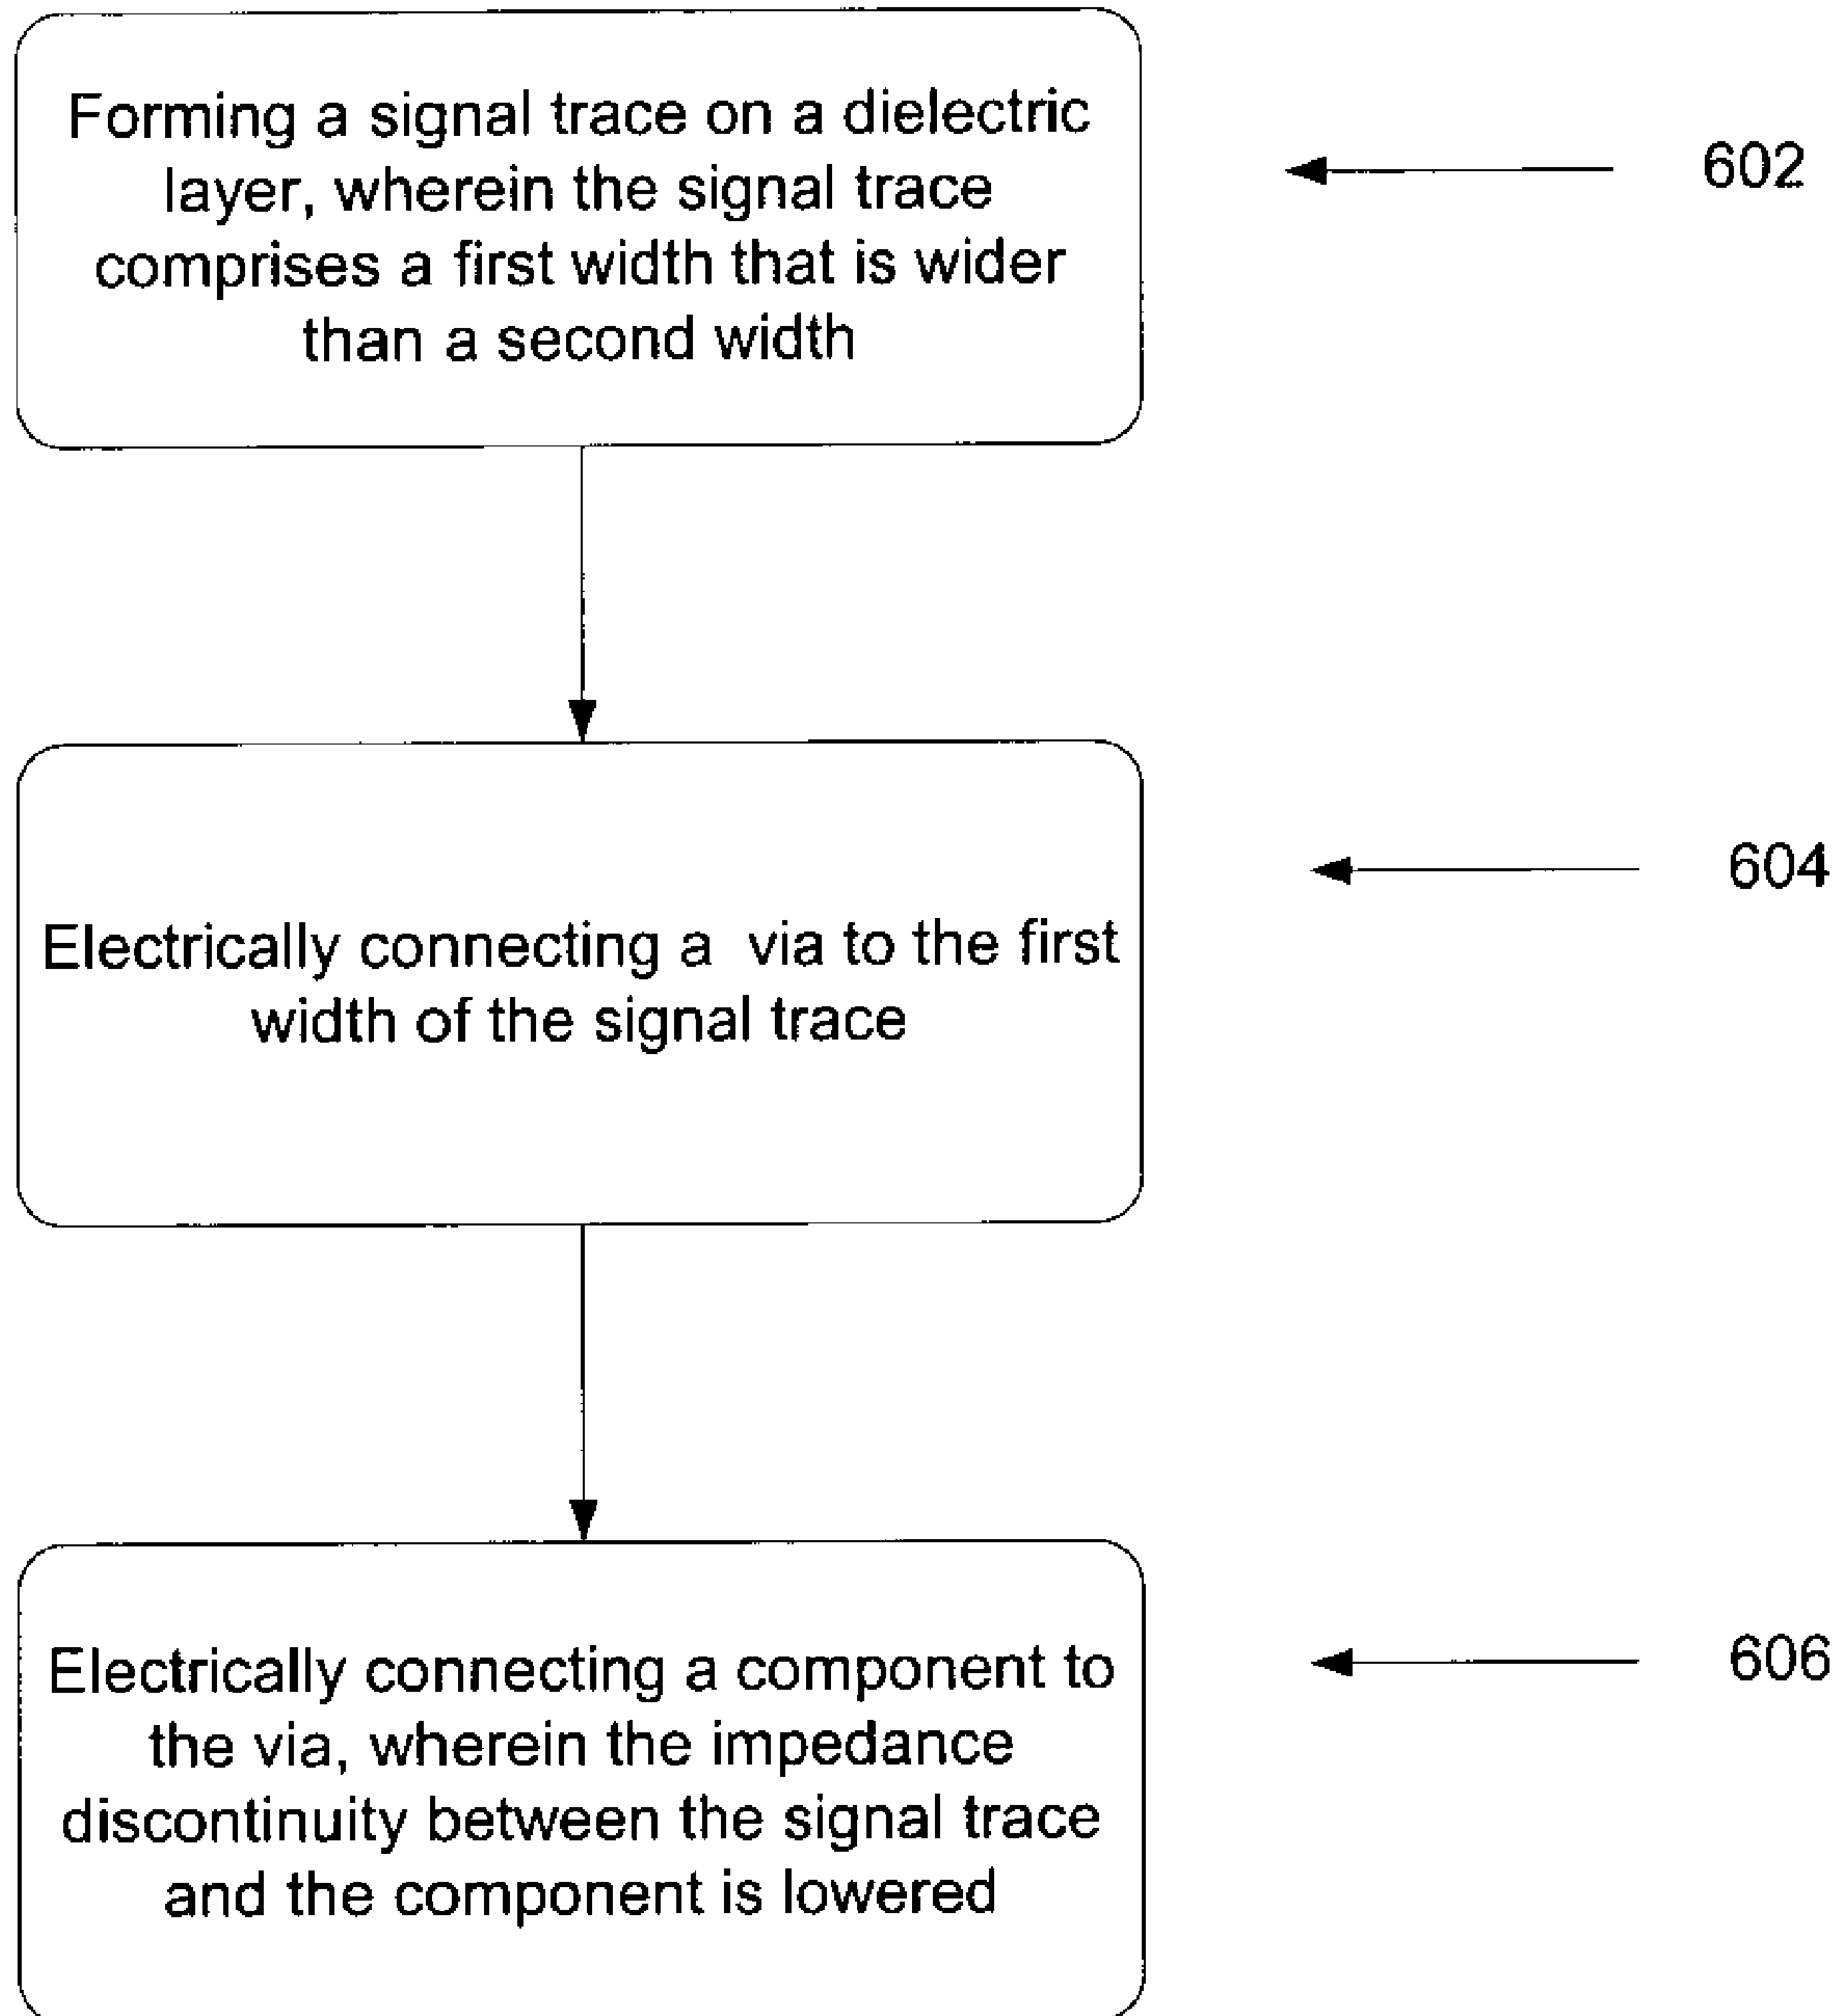 Forming a signal trace on a dielectric
layer, wherein the signal trace
comprises a first width that is wider
than a second width
602
Electrically connecting a via to the first
width of the signal trace
604
Electrically connecting a component to
the via, wherein the impedance
discontinuity between the signal trace
and the component is lowered
606